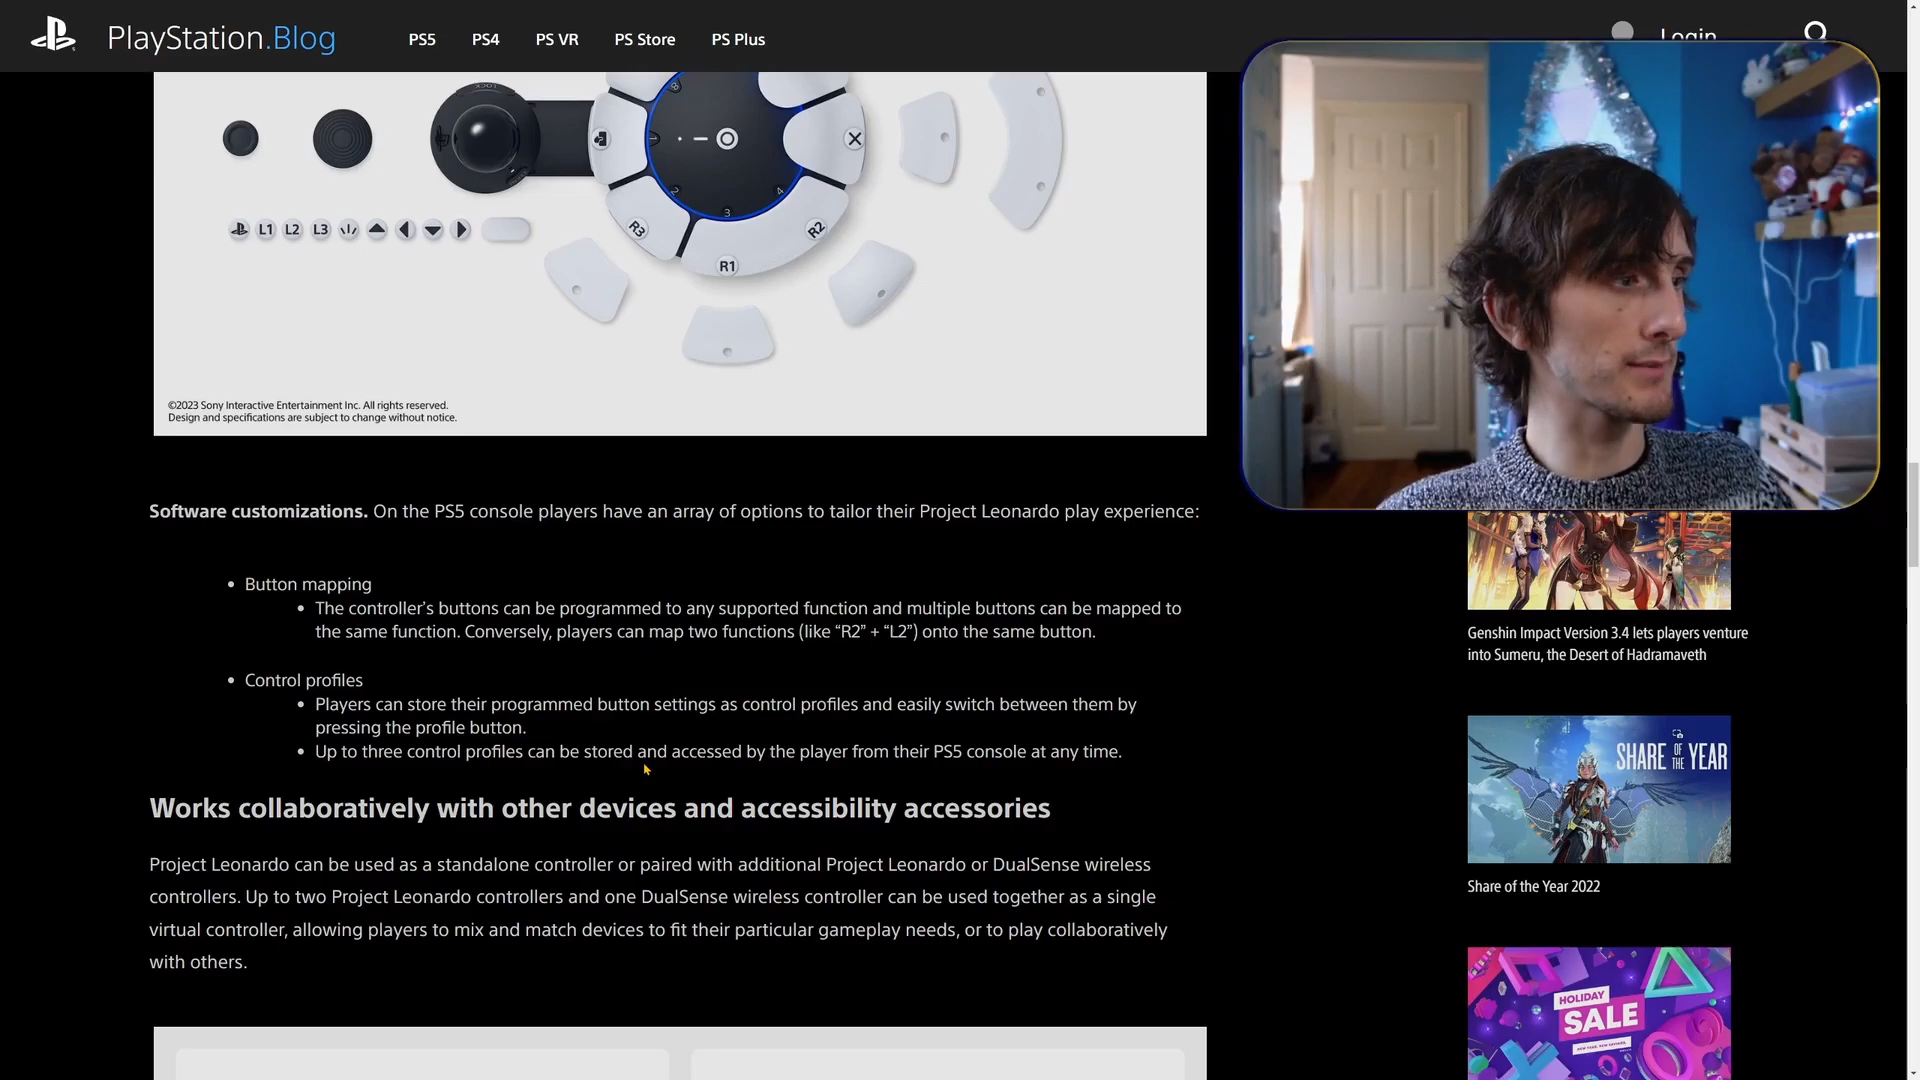 PlayStation.Blog
PS5 PS4 PS VR PS Store PS Plus
Login
LOCK
8
1
2
3
4
R3
R1
R2
L1 L2 L3
©2023 Sony Interactive Entertainment Inc. All rights reserved.
Design and specifications are subject to change without notice.
Software customizations. On the PS5 console players have an array of options to tailor their Project Leonardo play experience:
• Button mapping
• The controller’s buttons can be programmed to any supported function and multiple buttons can be mapped to
the same function. Conversely, players can map two functions (like “R2” + “L2”) onto the same button.
• Control profiles
• Players can store their programmed button settings as control profiles and easily switch between them by
pressing the profile button.
• Up to three control profiles can be stored and accessed by the player from their PS5 console at any time.
Works collaboratively with other devices and accessibility accessories
Project Leonardo can be used as a standalone controller or paired with additional Project Leonardo or DualSense wireless
controllers. Up to two Project Leonardo controllers and one DualSense wireless controller can be used together as a single
virtual controller, allowing players to mix and match devices to fit their particular gameplay needs, or to play collaboratively
with others.
Genshin Impact Version 3.4 lets players venture
into Sumeru, the Desert of Hadramaveth
SHARE OF THE YEAR
Share of the Year 2022
HOLIDAY
SALE